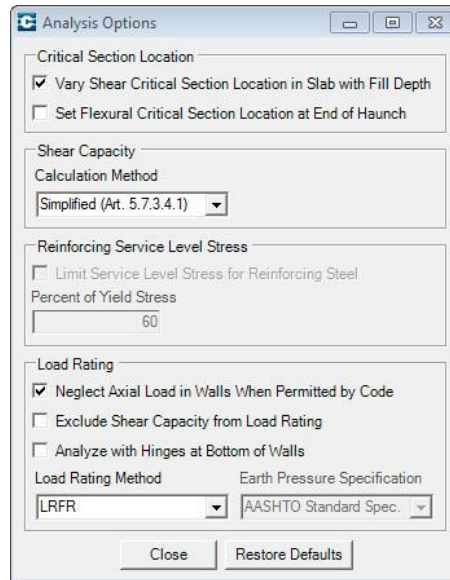 Analysis Options
Critical Section Location
Vary Shear Critical Section Location in Slab with Fill Depth
Set Flexural Critical Section Location at End of Haunch
Shear Capacity
Calculation Method
Simplified (Art. 5.7.3.4.1)
Reinforcing Service Level Stress
Limit Service Level Stress for Reinforcing Steel
Percent of Yield Stress
60
Load Rating
Neglect Axial Load in Walls When Permitted by Code
Exclude Shear Capacity from Load Rating
Analyze with Hinges at Bottom of Walls
Load Rating Method Earth Pressure Specification
LRFR AASHTO Standard Spec.
Close Restore Defaults